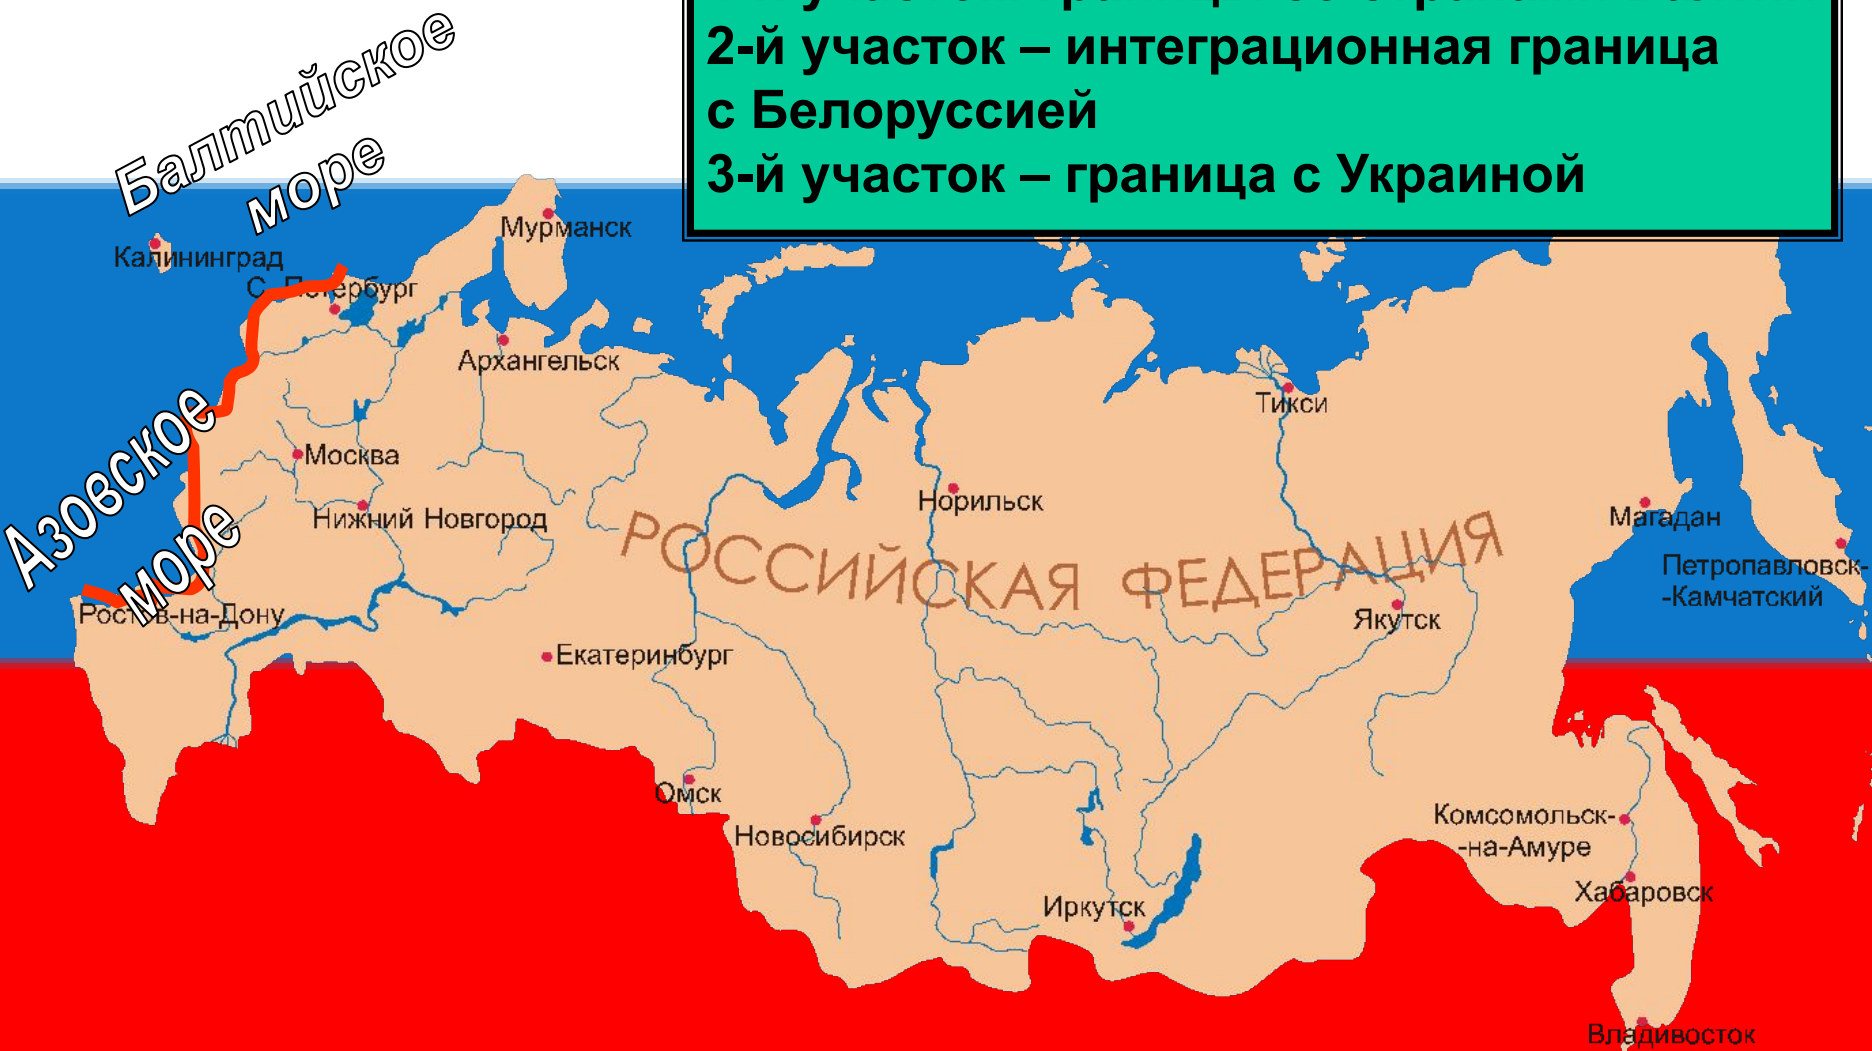 2-й участок – интеграционная граница
с Белоруссией
3-й участок – граница с Украиной
Балтийское
море
Мурманск
Калининград
С.-Петербург
Архангельск
Тикси
Азовское
море
Москва
Норильск
Нижний Новгород
Магадан
РОССИЙСКАЯ ФЕДЕРАЦИЯ
Петропавловск-
-Камчатский
Ростов-на-Дону
Якутск
Екатеринбург
Омск
Новосибирск
Комсомольск-
-на-Амуре
Хабаровск
Иркутск
Владивосток